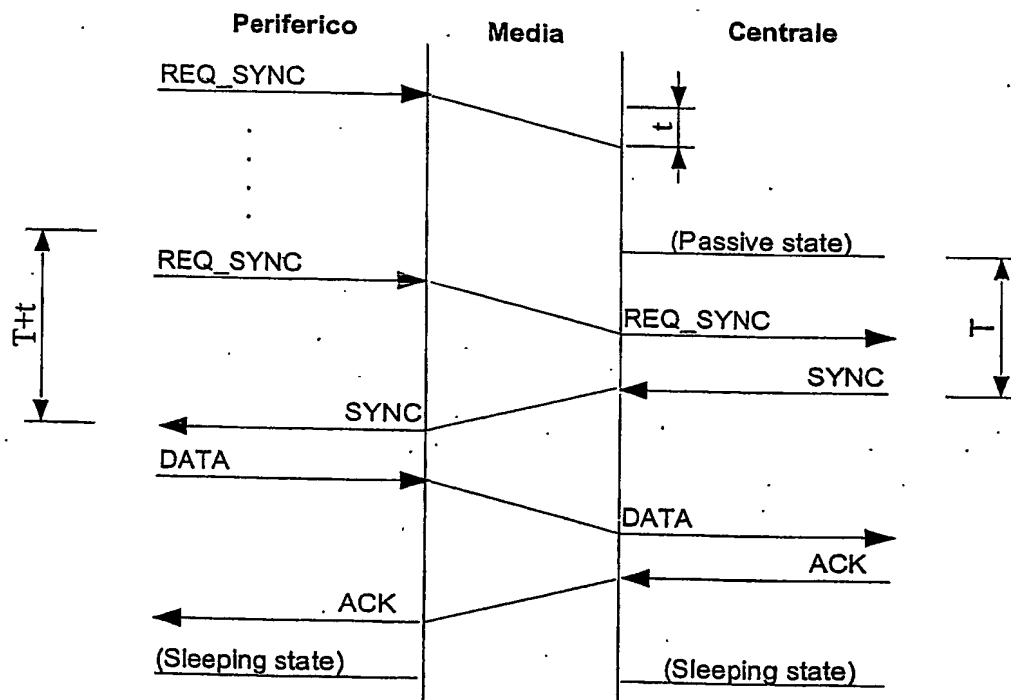 Periferico Media Centrale
REQ_SYNC
t
(Passive state)
REQ_SYNC
T+t
REQ_SYNC
T
SYNC
SYNC
DATA
DATA
ACK
ACK
(Sleeping state) (Sleeping state)